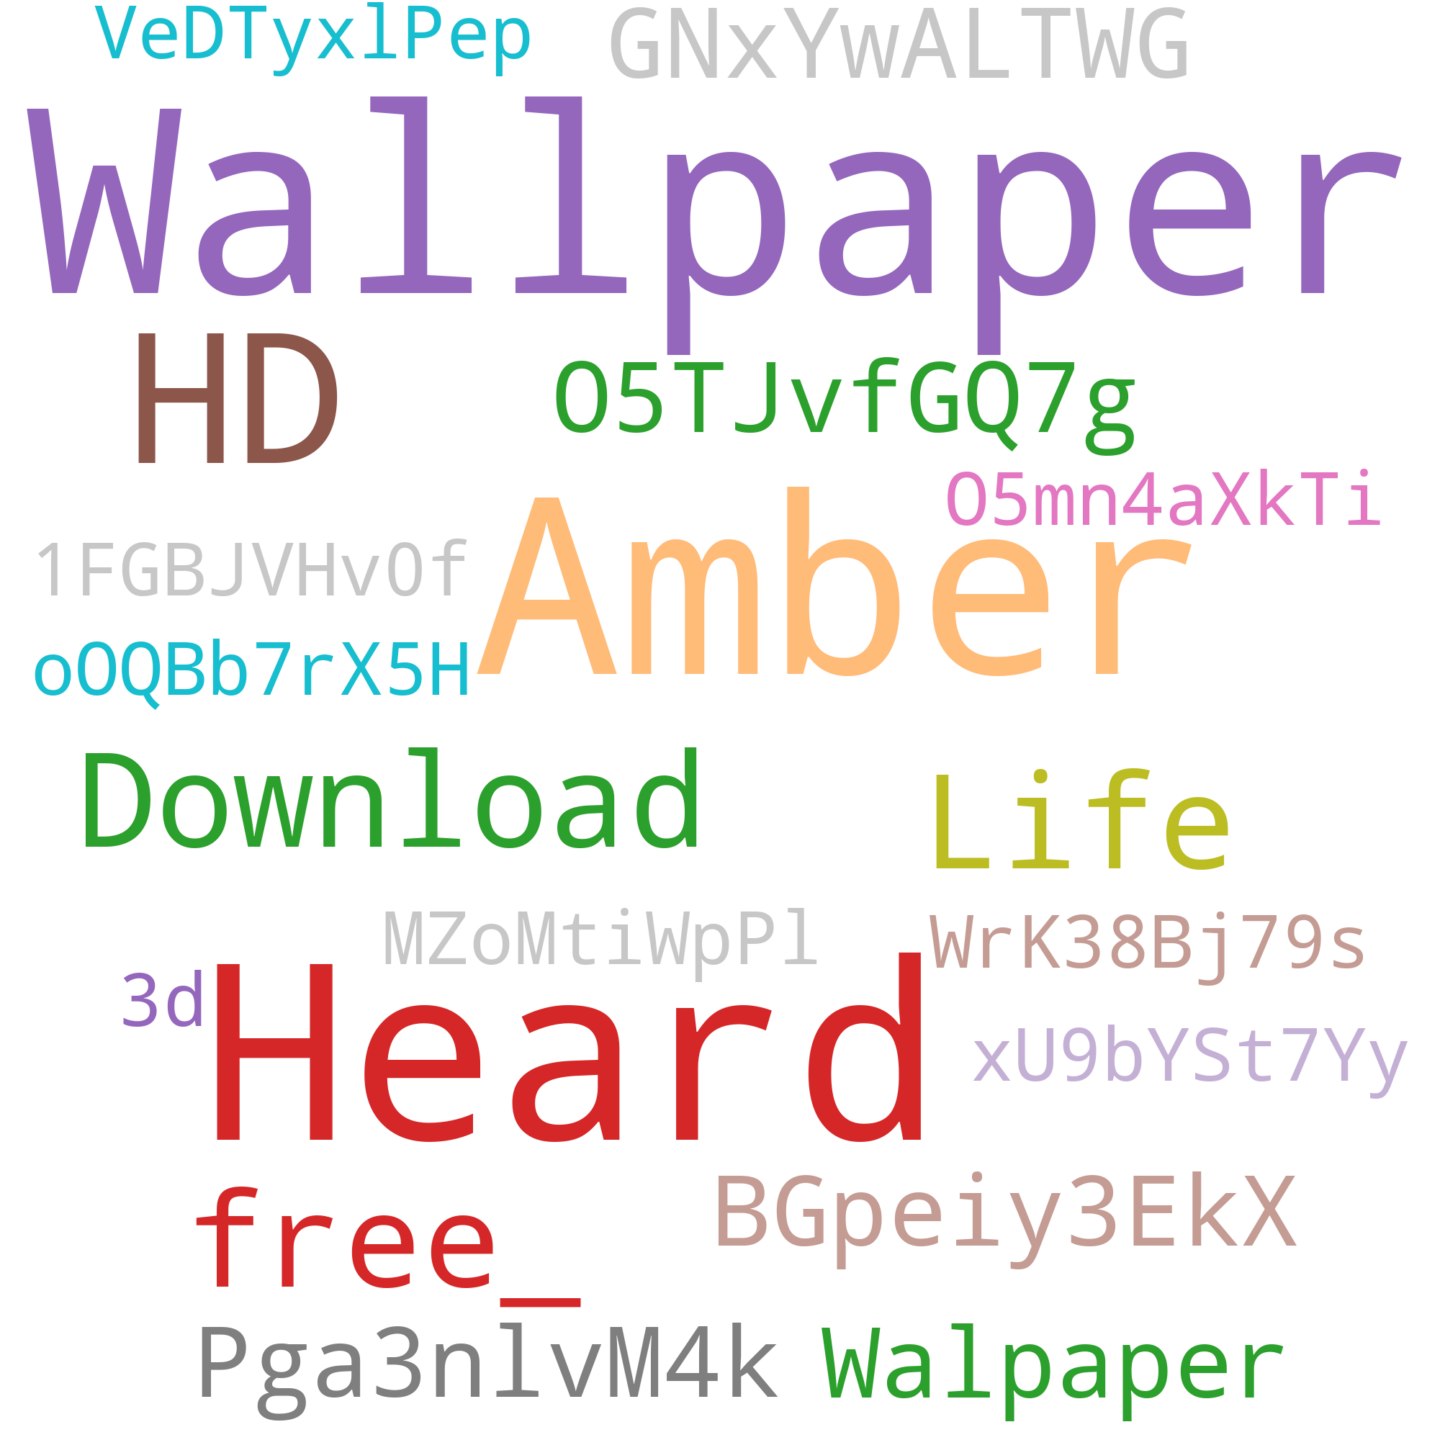 VeDTyxlPep GNxYwALTWG
Wallpaper
HD O5TJvfGQ7g
O5mn4aXkTi
Amber
1FGBJVHv0f
oOQBb7rX5H
Download Life
MZoMtiWpPl WrK38Bj79s
3d Heard
xU9bYSt7Yy
free_ BGpeiy3EkX
Pga3nlvM4k Walpaper